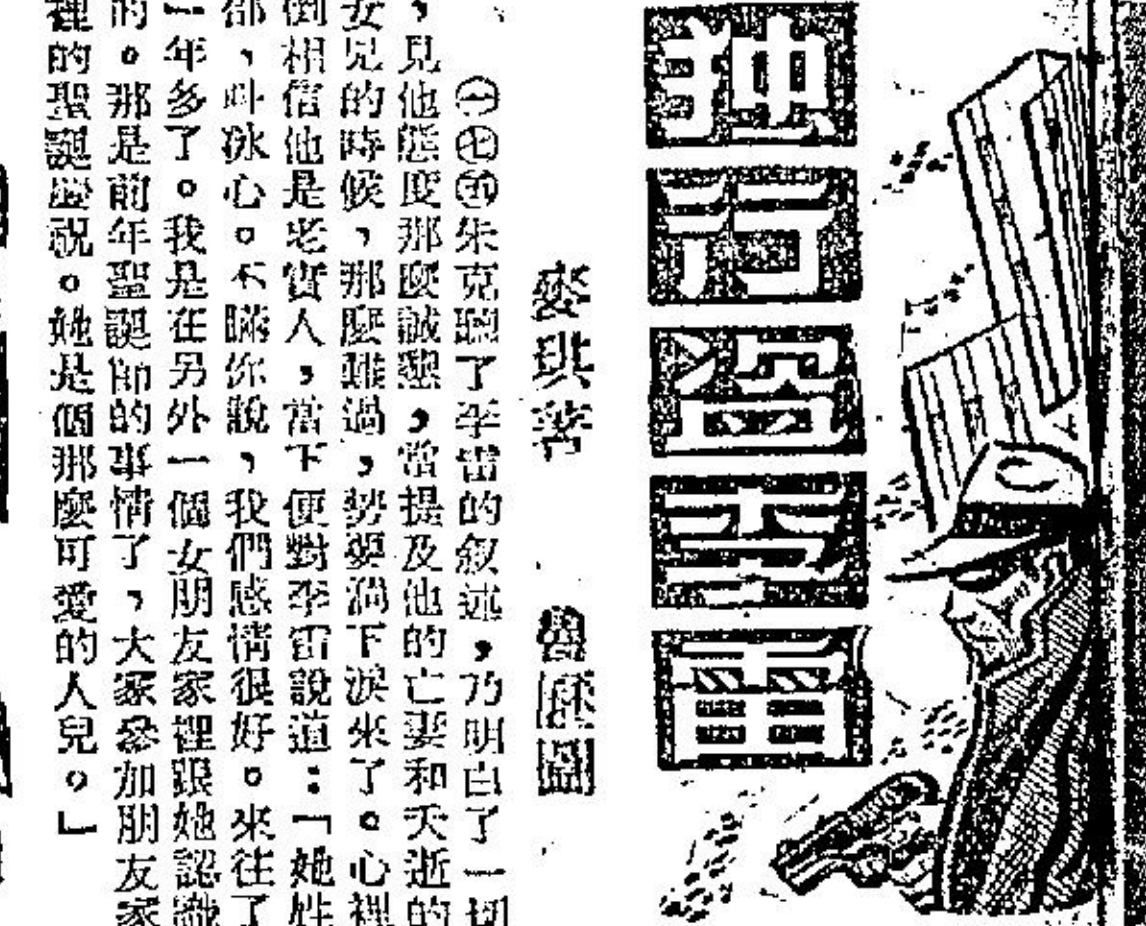 独行盜李雷
麥琪著
圖
㊀㊆朱克聽了李雷的叙述，乃明白了一切
，見他態度那麼誠懇，當提及他的亡妻和夭逝的
女兒的時候，那麼難過，勢要淌下淚來了。心裡
倒相信他是老實人，當下便對李雷說道：「她姓
邵，叫冰心。不瞞你說，我們感情很好。來往了
一年多了。我是在另外一個女朋友家裡跟她認識
的。那是前年聖誕節的事情了，大家參加朋友家
裡的聖誕慶祝。她是個那麼可愛的人兒。」